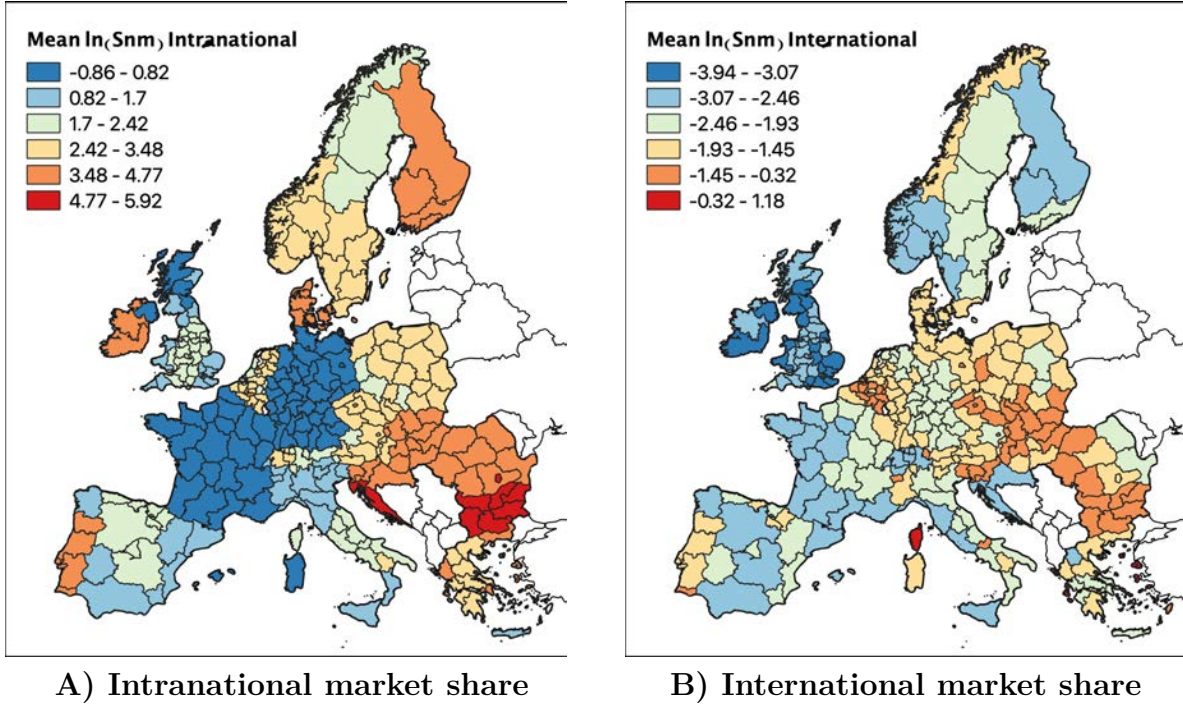 Mean ln(Snm) Intranational
-0.86 - 0.82
0.82 - 1.7
1.7 - 2.42
2.42 - 3.48
3.48 - 4.77
4.77 - 5.92
Mean ln(Snm) International
-3.94 - -3.07
-3.07 - -2.46
-2.46 - -1.93
-1.93 - -1.45
-1.45 - -0.32
-0.32 - 1.18
A) Intranational market share
B) International market share